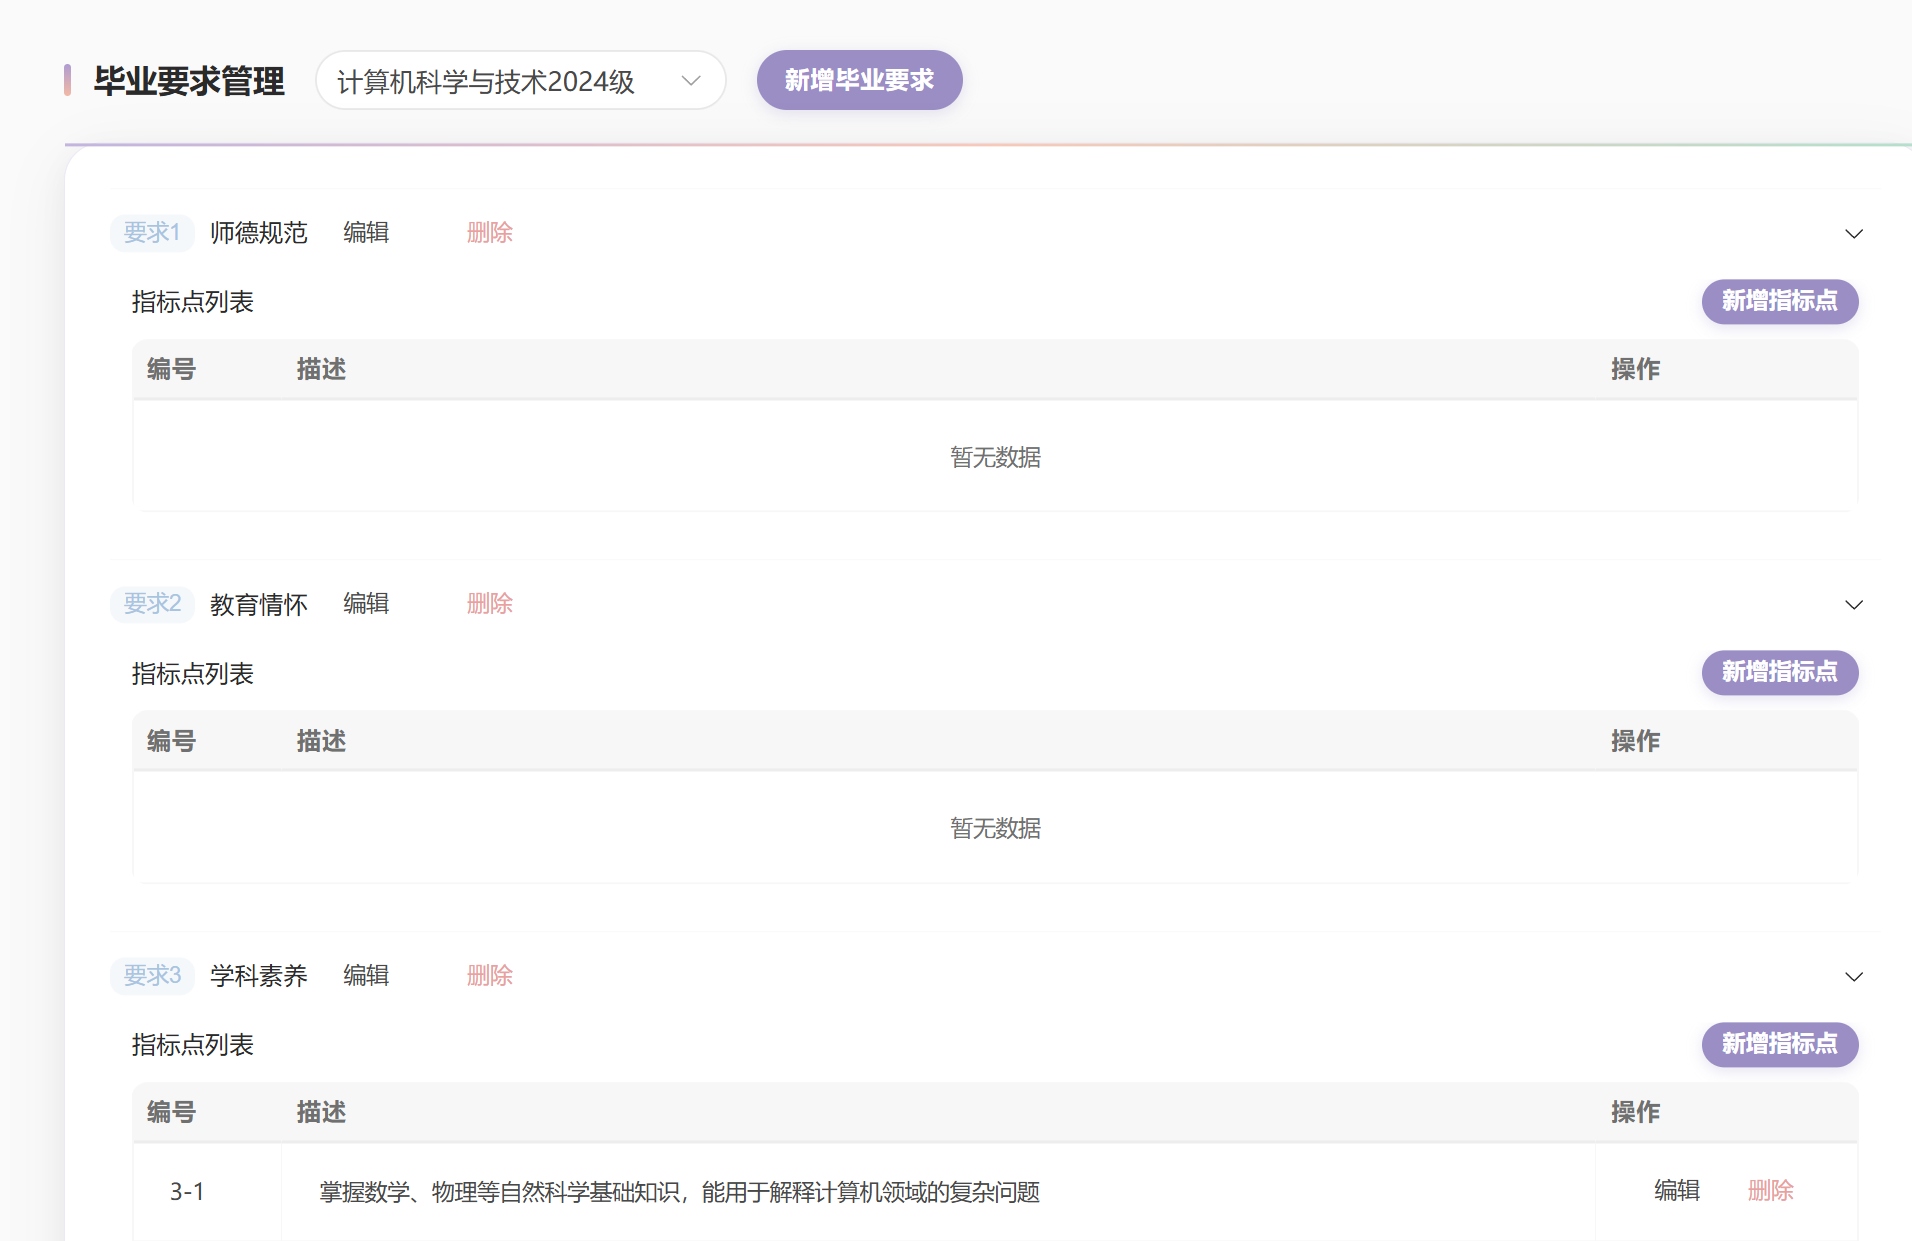 毕业要求管理 计算机科学与技术2024级 新增毕业要求
要求1 师德规范 编辑 删除
指标点列表 新增指标点
编号 描述 操作
暂无数据
要求2 教育情怀 编辑 删除
指标点列表 新增指标点
编号 描述 操作
暂无数据
要求3 学科素养 编辑 删除
指标点列表 新增指标点
编号 描述 操作
3-1 掌握数学、物理等自然科学基础知识，能用于解释计算机领域的复杂问题 编辑 删除